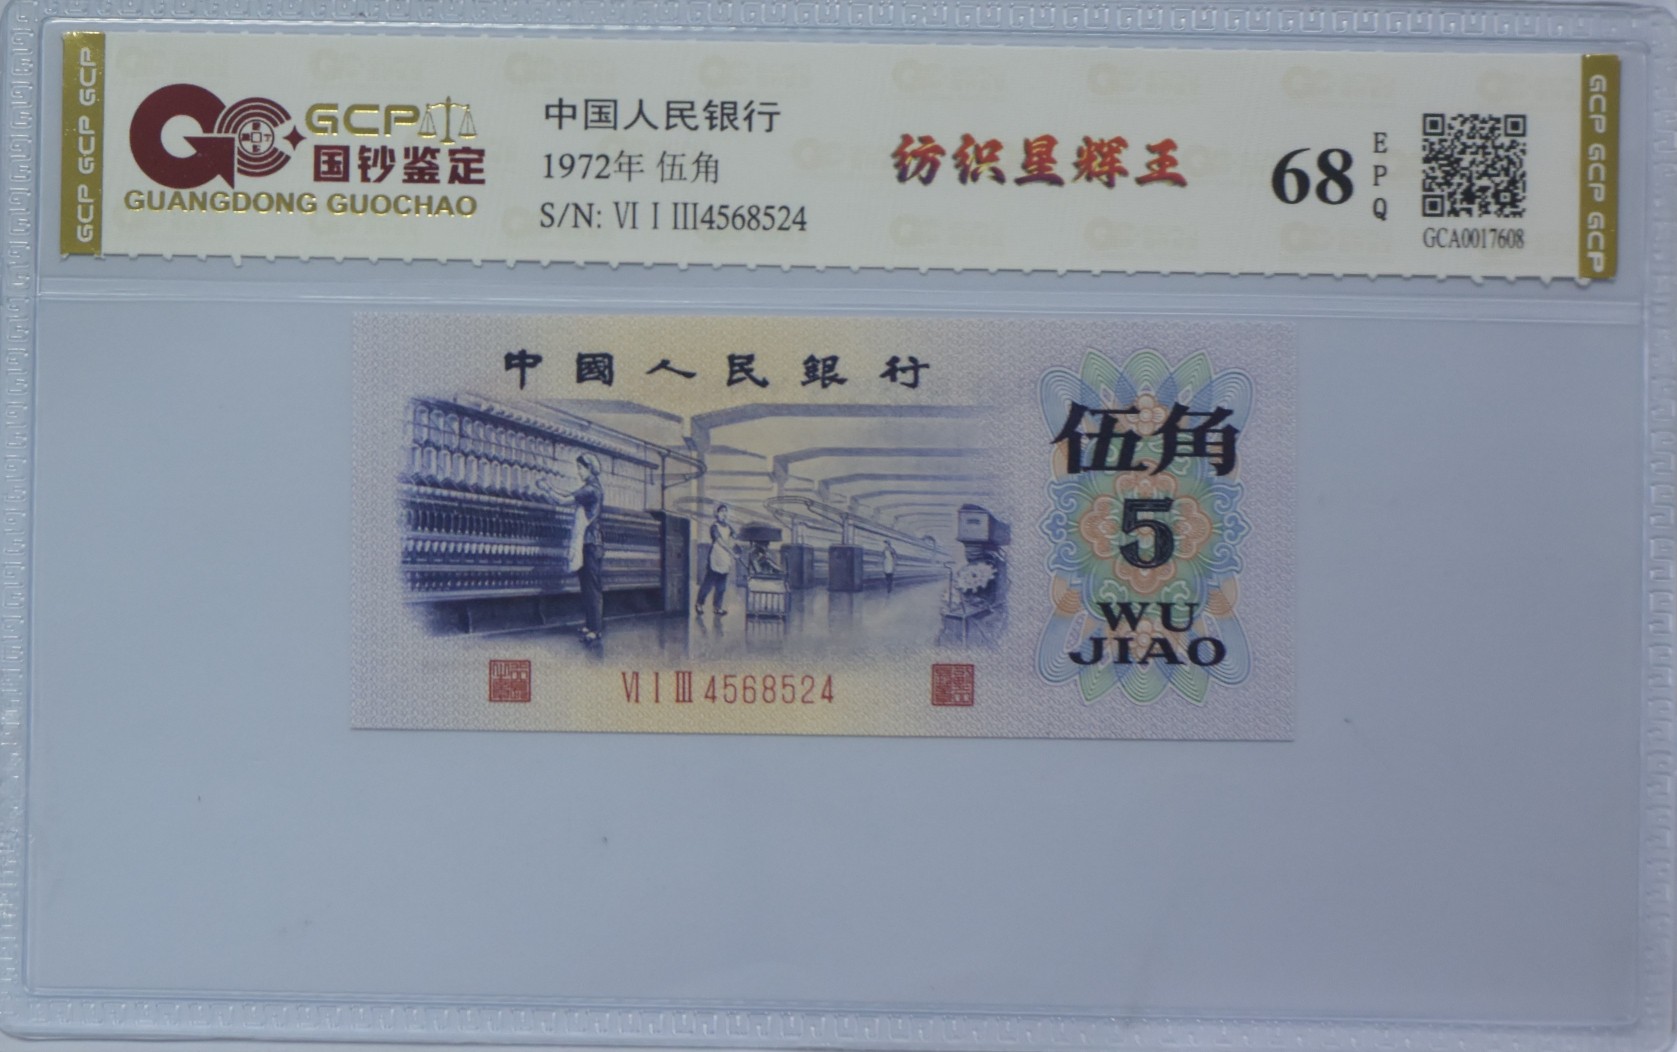 GCP GCP GCP
GCP
国钞鉴定
GUANGDONG GUOCHAO
中国人民银行
1972年 伍角
S/N: Ⅵ Ⅰ Ⅲ4568524
纺织星辉王
68
EPQ
GCA0017608
GCP GCP GCP
中國人民銀行
伍角
5
WU
JIAO
Ⅵ Ⅰ Ⅲ 4568524